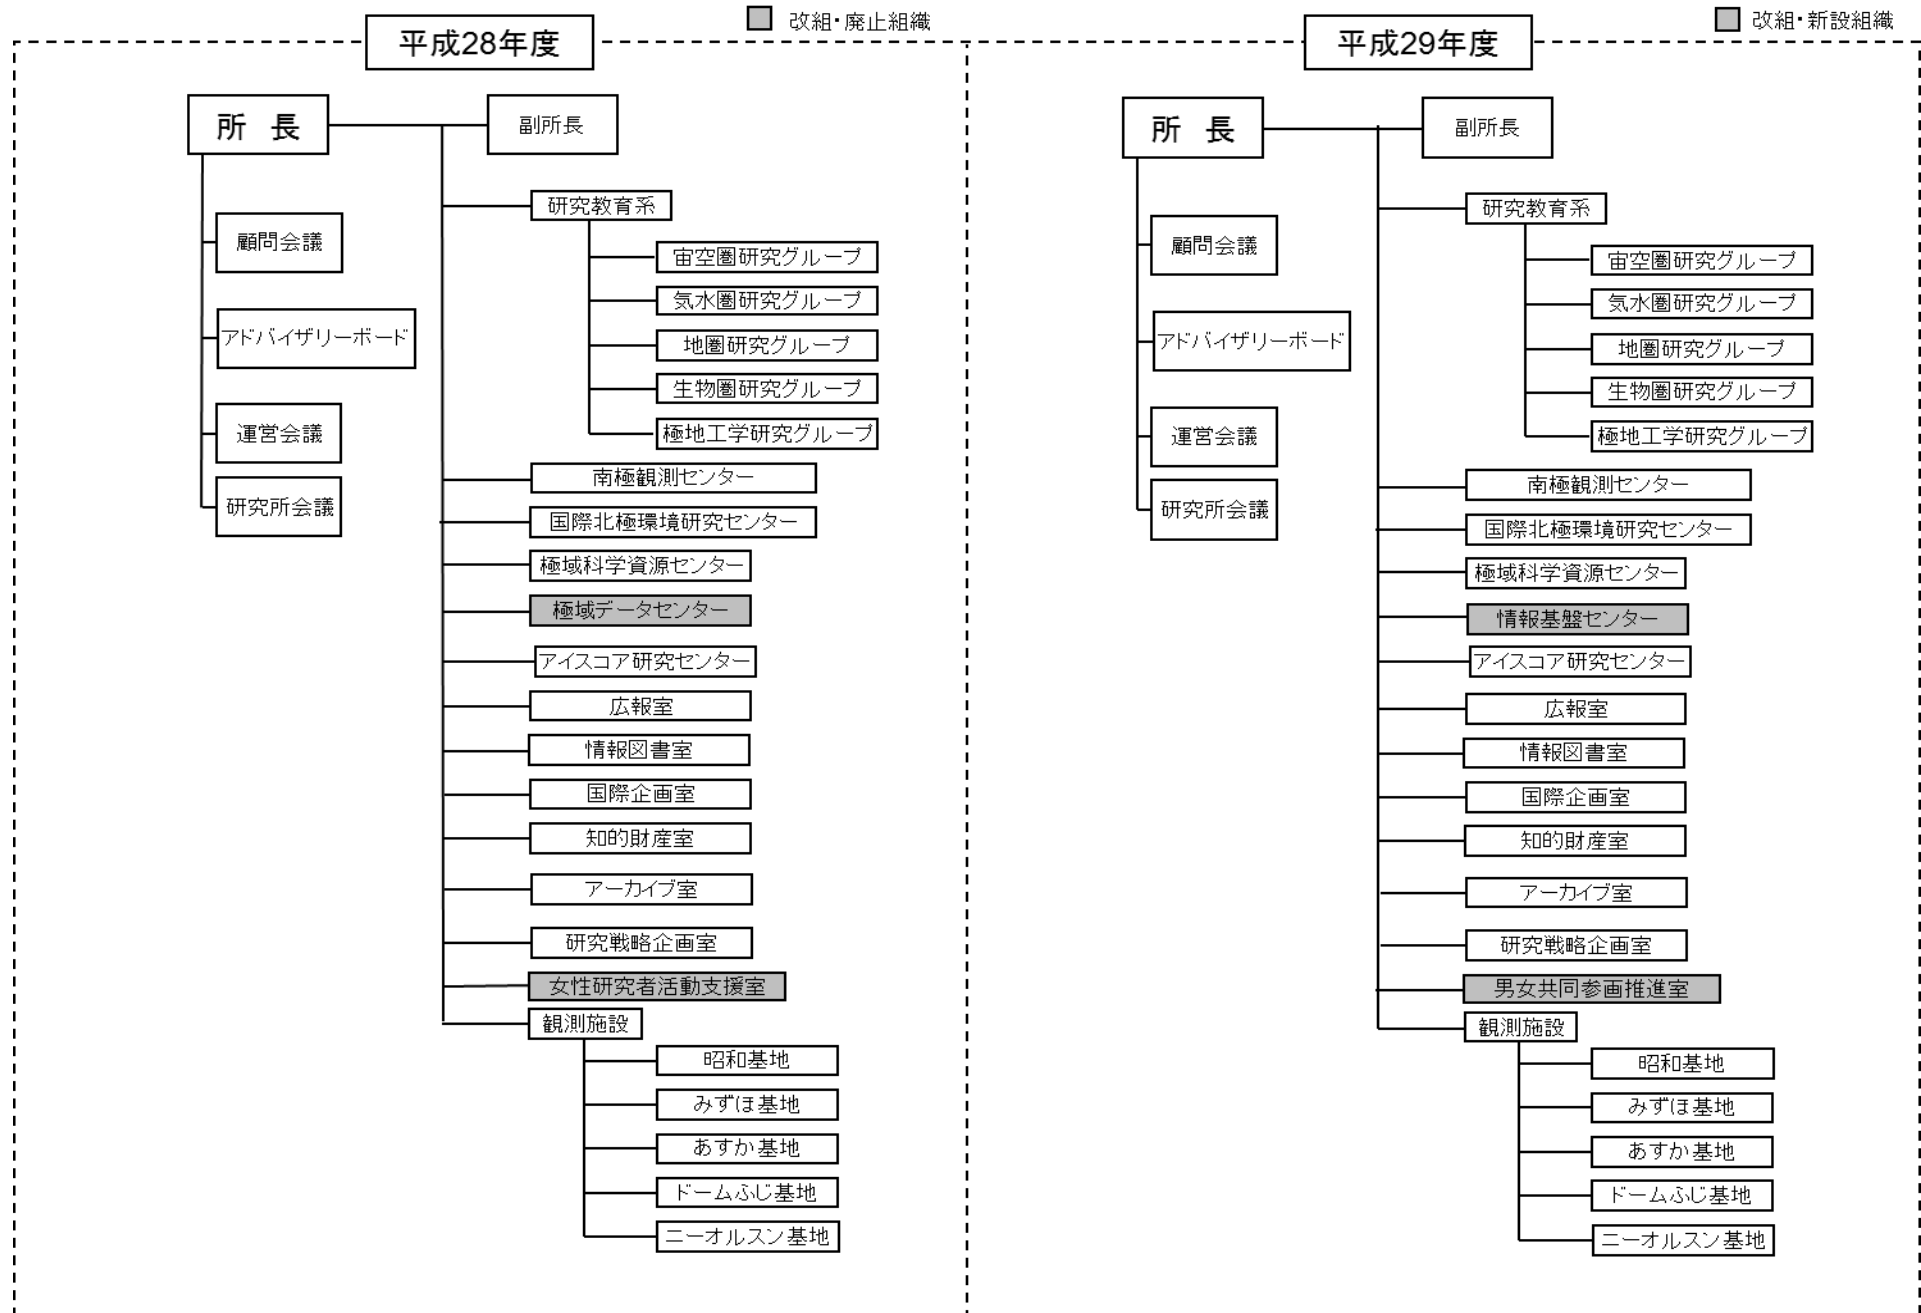 改組・廃止組織
平成28年度
所 長
副所長
顧問会議
アドバイザリーボード
運営会議
研究所会議
研究教育系
宙空圏研究グループ
気水圏研究グループ
地圏研究グループ
生物圏研究グループ
極地工学研究グループ
南極観測センター
国際北極環境研究センター
極域科学資源センター
極域データセンター
アイスコア研究センター
広報室
情報図書室
国際企画室
知的財産室
アーカイブ室
研究戦略企画室
女性研究者活動支援室
観測施設
昭和基地
みずほ基地
あすか基地
ドームふじ基地
ニーオルスン基地
改組・新設組織
平成29年度
所 長
副所長
顧問会議
アドバイザリーボード
運営会議
研究所会議
研究教育系
宙空圏研究グループ
気水圏研究グループ
地圏研究グループ
生物圏研究グループ
極地工学研究グループ
南極観測センター
国際北極環境研究センター
極域科学資源センター
情報基盤センター
アイスコア研究センター
広報室
情報図書室
国際企画室
知的財産室
アーカイブ室
研究戦略企画室
男女共同参画推進室
観測施設
昭和基地
みずほ基地
あすか基地
ドームふじ基地
ニーオルスン基地